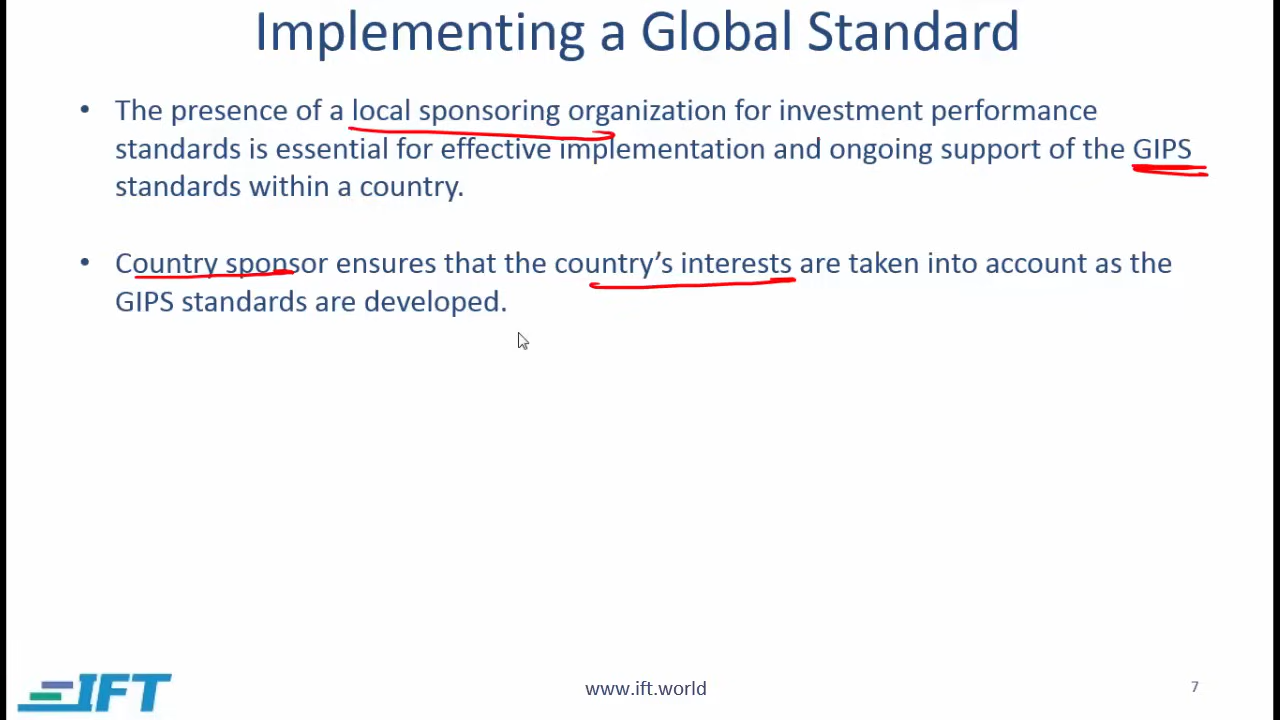 Implementing a Global Standard
• The presence of a local sponsoring organization for investment performance
standards is essential for effective implementation and ongoing support of the GIPS
standards within a country.
• Country sponsor ensures that the country’s interests are taken into account as the
GIPS standards are developed.
IFT
www.ift.world
7